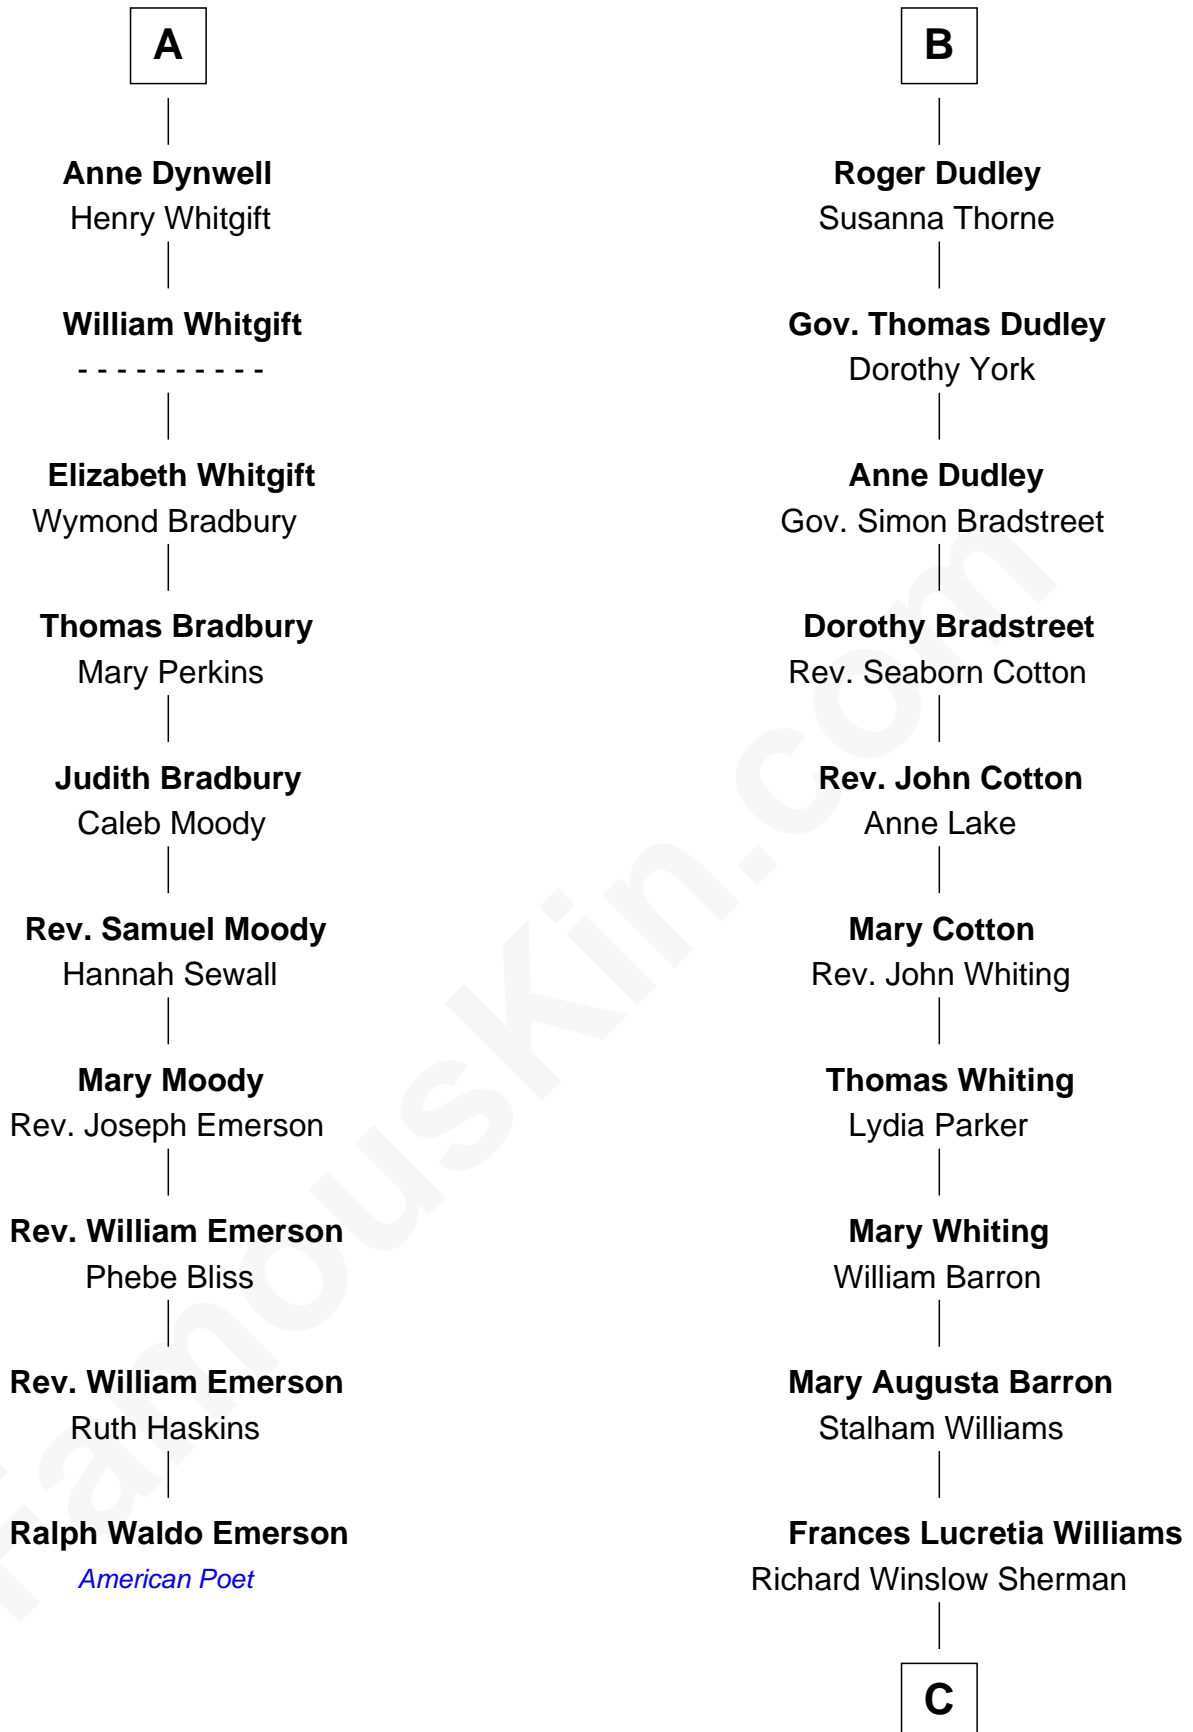 A
Anne Dynwell
Henry Whitgift
William Whitgift
- - - - - - - - - -
Elizabeth Whitgift
Wymond Bradbury
Thomas Bradbury
Mary Perkins
Judith Bradbury
Caleb Moody
Rev. Samuel Moody
Hannah Sewall
Mary Moody
Rev. Joseph Emerson
Rev. William Emerson
Phebe Bliss
Rev. William Emerson
Ruth Haskins
Ralph Waldo Emerson
American Poet
B
Roger Dudley
Susanna Thorne
Gov. Thomas Dudley
Dorothy York
Anne Dudley
Gov. Simon Bradstreet
Dorothy Bradstreet
Rev. Seaborn Cotton
Rev. John Cotton
Anne Lake
Mary Cotton
Rev. John Whiting
Thomas Whiting
Lydia Parker
Mary Whiting
William Barron
Mary Augusta Barron
Stalham Williams
Frances Lucretia Williams
Richard Winslow Sherman
C
FamousKin.com